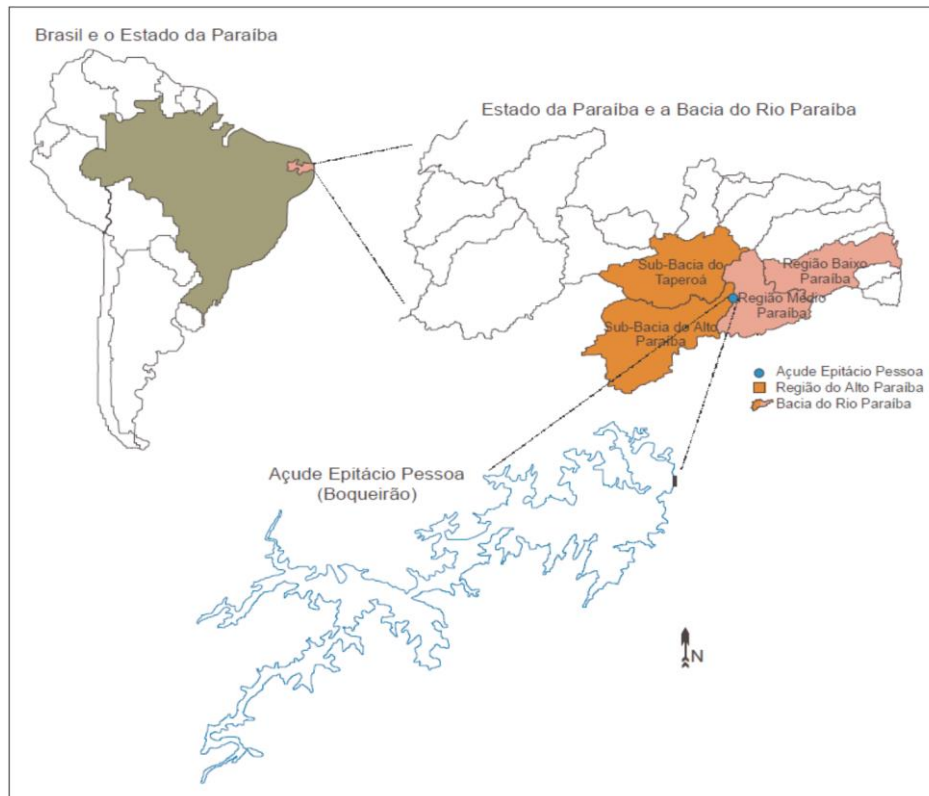 Brasil e o Estado da Paraíba
Estado da Paraíba e a Bacia do Rio Paraíba
Sub-Bacia do
Taperoá
Região Baixo
Paraíba
Região Médio
Paraíba
Sub-Bacia do Alto
Paraíba
Açude Epitácio Pessoa
Região do Alto Paraíba
Bacia do Rio Paraíba
Açude Epitácio Pessoa
(Boqueirão)
N